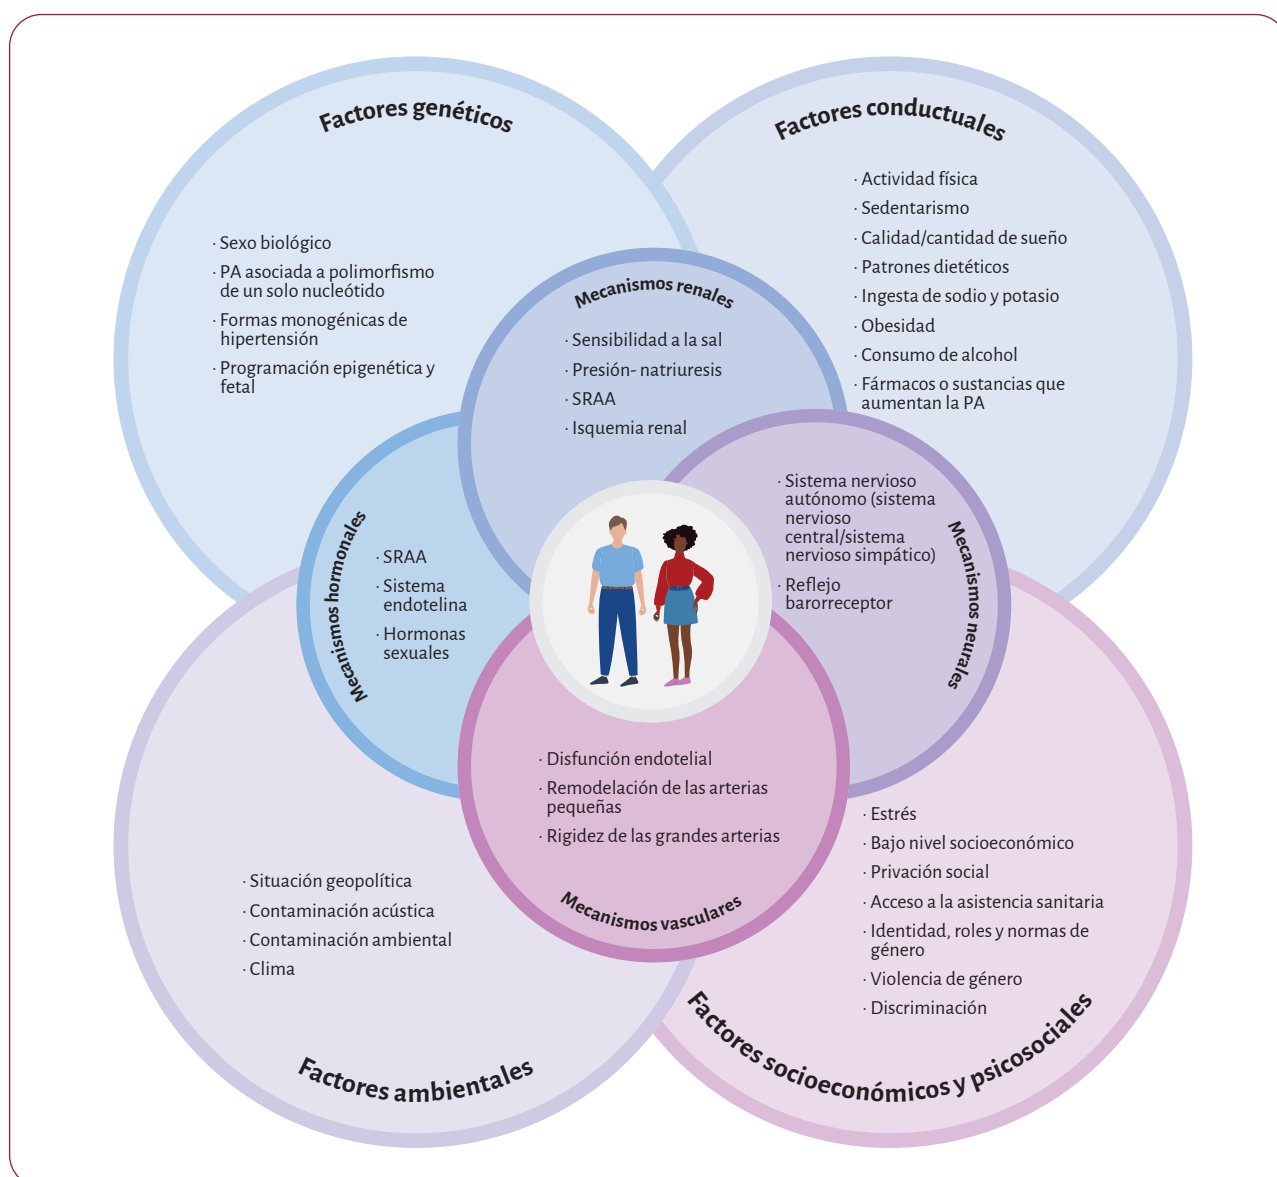 Factores genéticos
· Sexo biológico
· PA asociada a polimorfismo
de un solo nucleótido
· Formas monogénicas de
hipertensión
· Programación epigenética y
fetal
Factores conductuales
· Actividad física
· Sedentarismo
· Calidad/cantidad de sueño
· Patrones dietéticos
· Ingesta de sodio y potasio
· Obesidad
· Consumo de alcohol
· Fármacos o sustancias que
aumentan la PA
Mecanismos renales
· Sensibilidad a la sal
· Presión- natriuresis
· SRAA
· Isquemia renal
Mecanismos hormonales
· SRAA
· Sistema
endotelina
· Hormonas
sexuales
· Sistema nervioso
autónomo (sistema
nervioso
central/sistema
nervioso simpático)
· Reflejo
barorreceptor
Mecanismos neurales
· Disfunción endotelial
· Remodelación de las arterias
pequeñas
· Rigidez de las grandes arterias
Mecanismos vasculares
· Situación geopolítica
· Contaminación acústica
· Contaminación ambiental
· Clima
Factores ambientales
· Estrés
· Bajo nivel socioeconómico
· Privación social
· Acceso a la asistencia sanitaria
· Identidad, roles y normas de
género
· Violencia de género
· Discriminación
Factores socioeconómicos y psicosociales